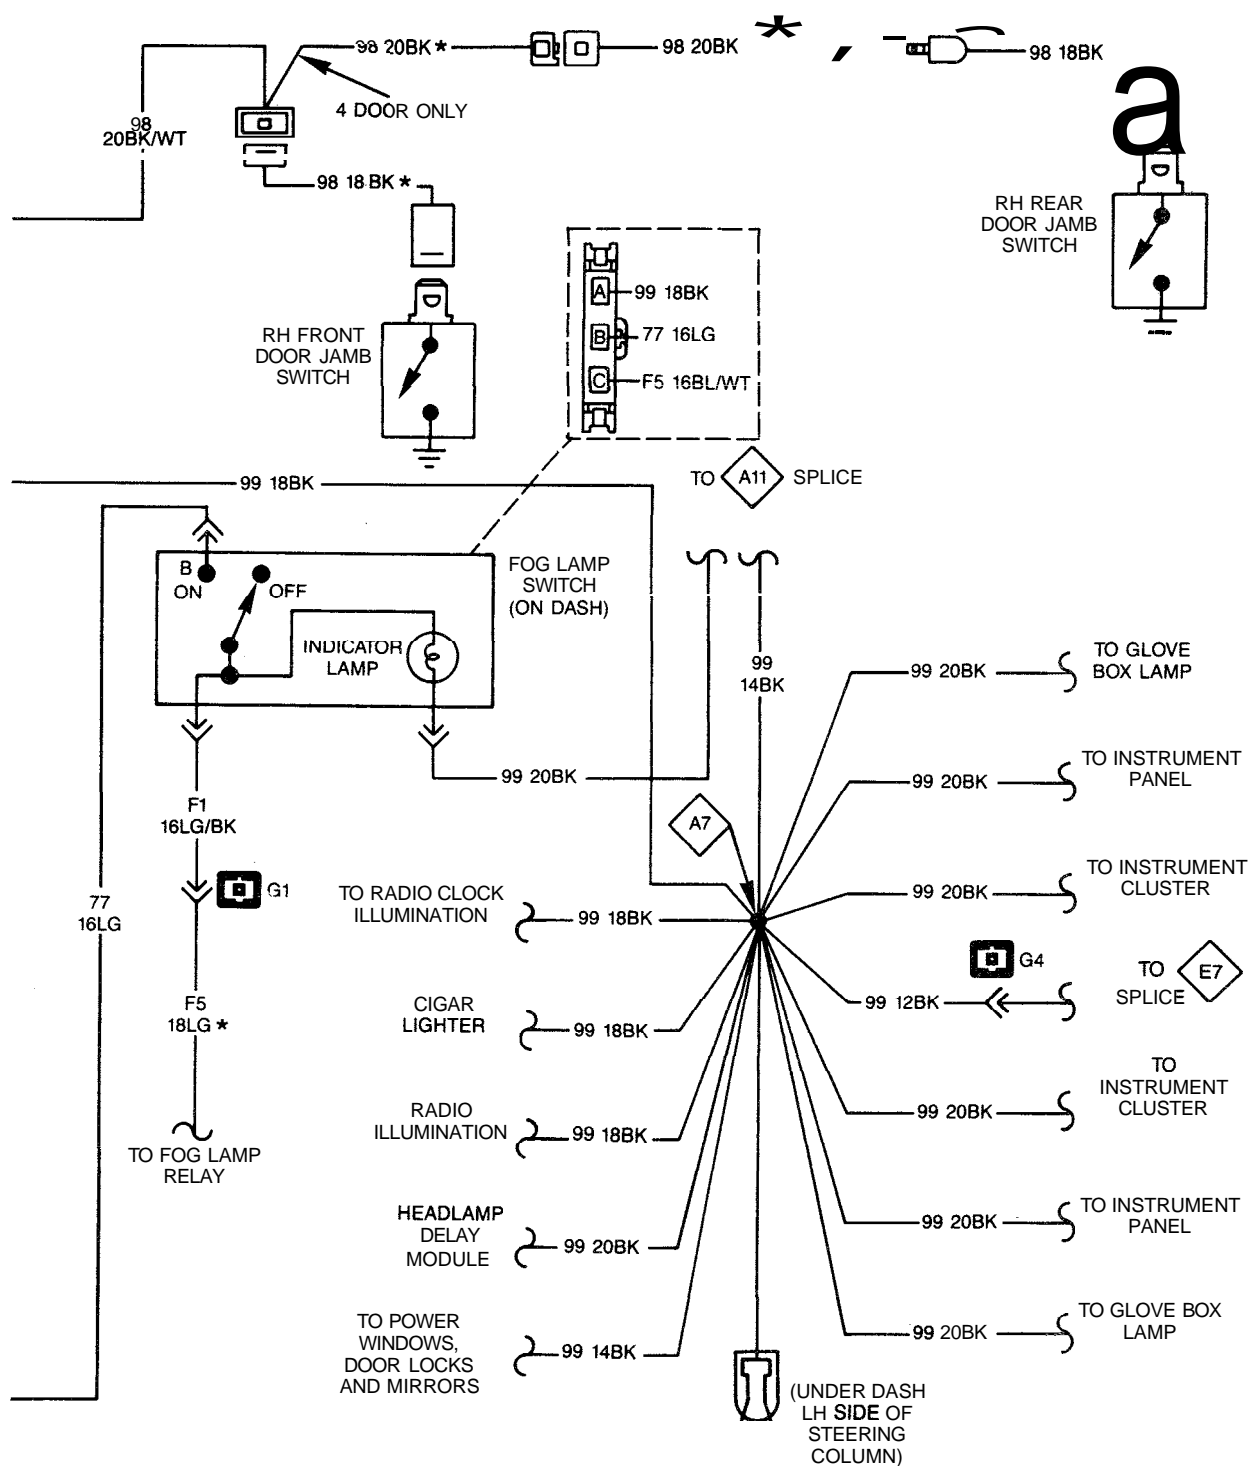 98 20BK *
98 20BK
* ,
98 18BK
a
4 DOOR ONLY
98
20BK/WT
98 18 BK *
RH REAR
DOOR JAMB
SWITCH
A
99 18BK
B
77 16LG
C
F5 16BL/WT
RH FRONT
DOOR JAMB
SWITCH
99 18BK
TO
A11
SPLICE
B
ON
OFF
INDICATOR
LAMP
FOG LAMP
SWITCH
(ON DASH)
99
14BK
99 20BK
TO GLOVE
BOX LAMP
99 20BK
99 20BK
TO INSTRUMENT
PANEL
F1
16LG/BK
A7
G1
77
16LG
TO RADIO CLOCK
ILLUMINATION
99 18BK
99 20BK
TO INSTRUMENT
CLUSTER
G4
99 12BK
TO
SPLICE
E7
F5
18LG *
CIGAR
LIGHTER
99 18BK
TO
INSTRUMENT
CLUSTER
99 20BK
RADIO
ILLUMINATION
99 18BK
TO FOG LAMP
RELAY
HEADLAMP
DELAY
MODULE
99 20BK
99 20BK
TO INSTRUMENT
PANEL
TO POWER
WINDOWS,
DOOR LOCKS
AND MIRRORS
99 14BK
99 20BK
TO GLOVE BOX
LAMP
(UNDER DASH
LH SIDE OF
STEERING
COLUMN)